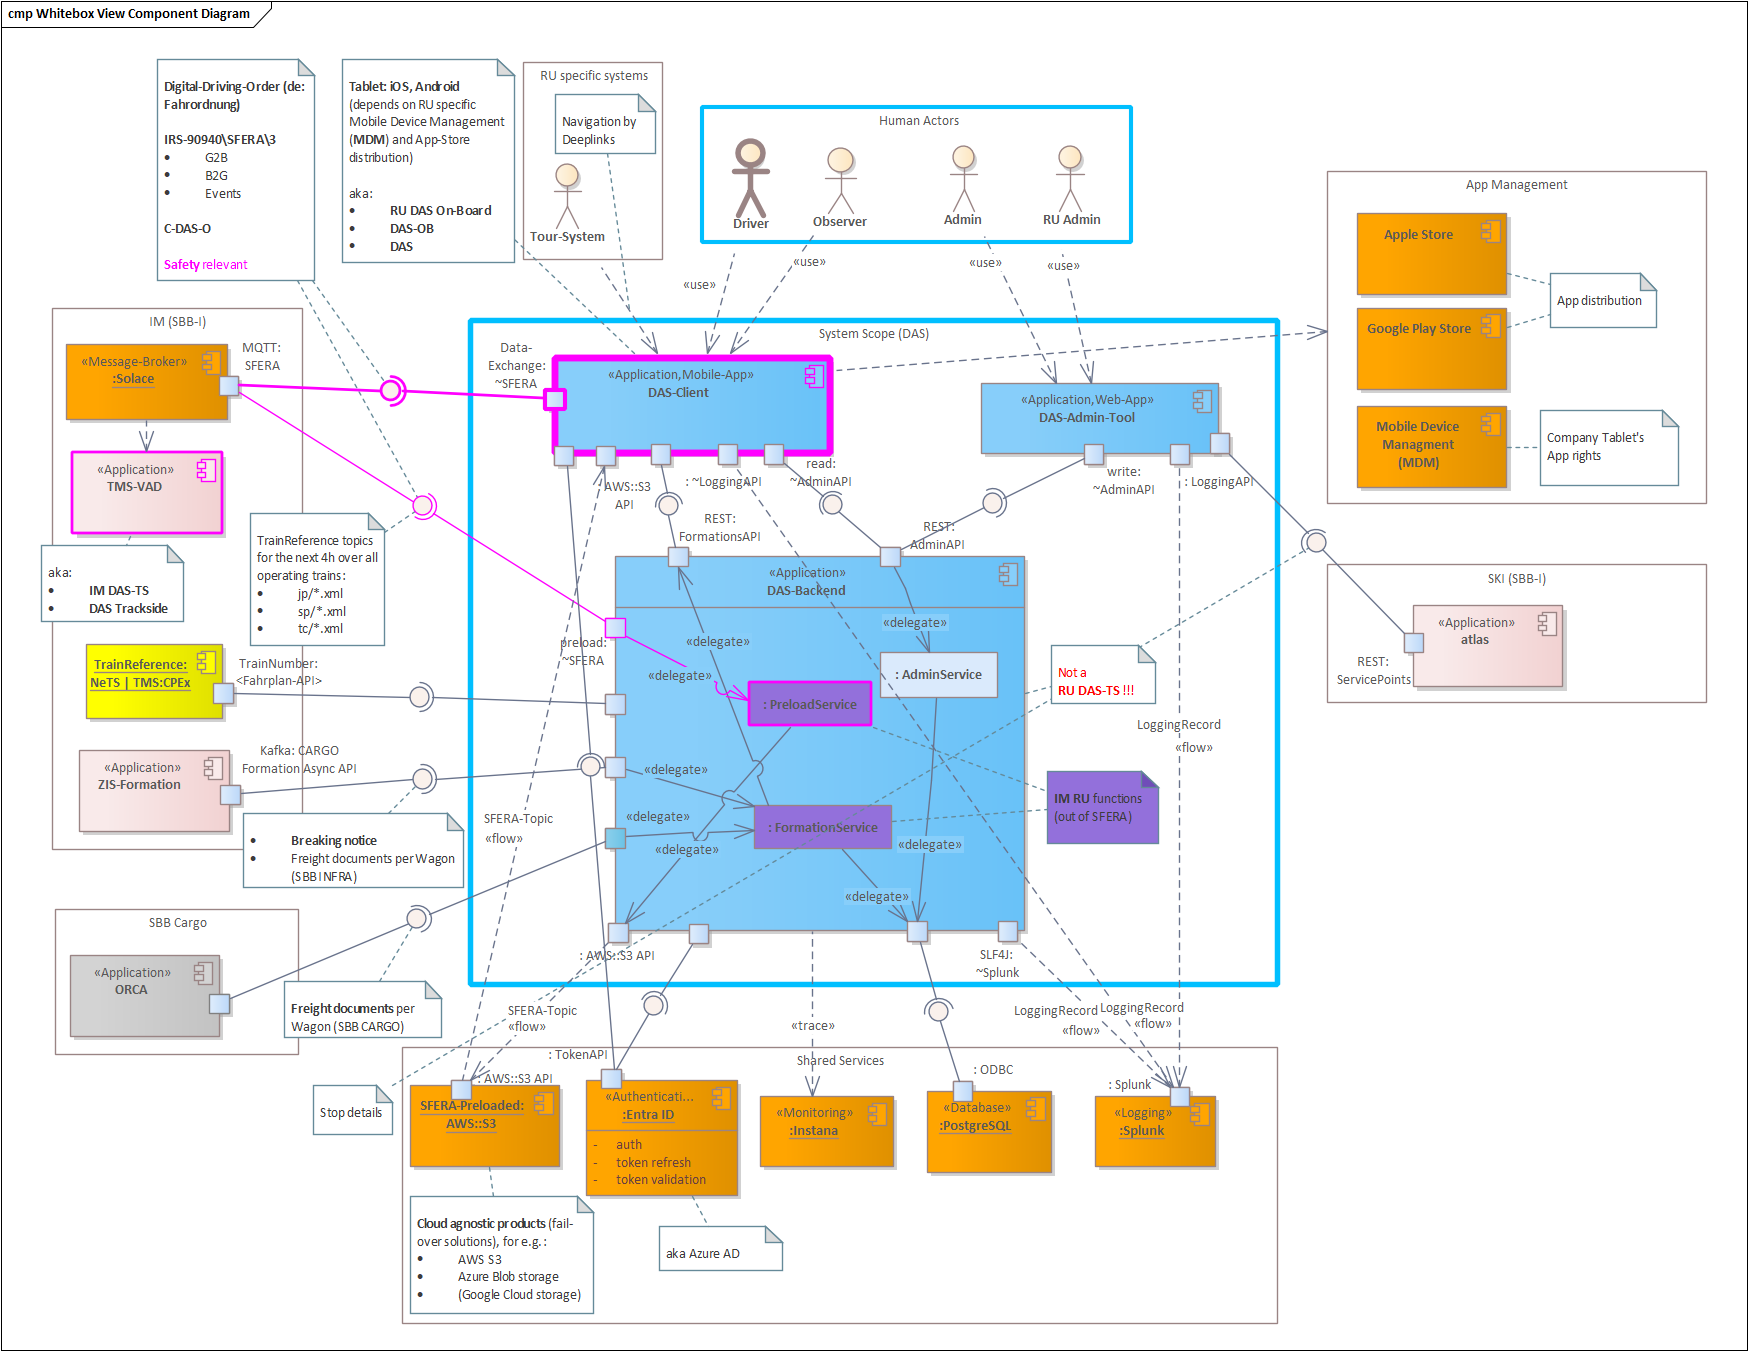 cmp Whitebox View Component Diagram
Digital-Driving-Order (de:
Fahrordnung)
IRS-90940\SFERA\3
• G2B
• B2G
• Events
C-DAS-O
Safety relevant
Tablet: iOS, Android
(depends on RU specific
Mobile Device Management
(MDM) and App-Store
distribution)
aka:
• RU DAS On-Board
• DAS-OB
• DAS
RU specific systems
Navigation by
Deeplinks
Tour-System
Human Actors
Driver
Observer
Admin
RU Admin
«use»
«use»
«use»
«use»
App Management
Apple Store
Google Play Store
Mobile Device
Managment
(MDM)
App distribution
Company Tablet's
App rights
IM (SBB-I)
«Message-Broker»
:Solace
MQTT:
SFERA
«Application»
TMS-VAD
aka:
• IM DAS-TS
• DAS Trackside
TrainReference topics
for the next 4h over all
operating trains:
• jp/*.xml
• sp/*.xml
• tc/*.xml
TrainReference:
NeTS | TMS:CPEx
TrainNumber:
<Fahrplan-API>
«Application»
ZIS-Formation
Kafka: CARGO
Formation Async API
• Breaking notice
• Freight documents per Wagon
(SBB INFRA)
SBB Cargo
«Application»
ORCA
Freight documents per
Wagon (SBB CARGO)
System Scope (DAS)
Data-
Exchange:
~SFERA
«Application,Mobile-App»
DAS-Client
«Application,Web-App»
DAS-Admin-Tool
AWS::S3
API
: ~LoggingAPI
read:
~AdminAPI
write:
~AdminAPI
: LoggingAPI
REST:
FormationsAPI
REST:
AdminAPI
«Application»
DAS-Backend
preload:
~SFERA
«delegate»
«delegate»
«delegate»
: AdminService
: PreloadService
«delegate»
«delegate»
: FormationService
«delegate»
«delegate»
«delegate»
Not a
RU DAS-TS !!!
IM RU functions
(out of SFERA)
LoggingRecord
«flow»
SKI (SBB-I)
«Application»
atlas
REST:
ServicePoints
SFERA-Topic
«flow»
: AWS::S3 API
SLF4J:
~Splunk
SFERA-Topic
«flow»
«trace»
LoggingRecord
«flow»
LoggingRecord
«flow»
Shared Services
: TokenAPI
: AWS::S3 API
: ODBC
: Splunk
Stop details
SFERA-Preloaded:
AWS::S3
«Authenticati...
:Entra ID
- auth
- token refresh
- token validation
«Monitoring»
:Instana
«Database»
:PostgreSQL
«Logging»
:Splunk
Cloud agnostic products (fail-
over solutions), for e.g.:
• AWS S3
• Azure Blob storage
• (Google Cloud storage)
aka Azure AD